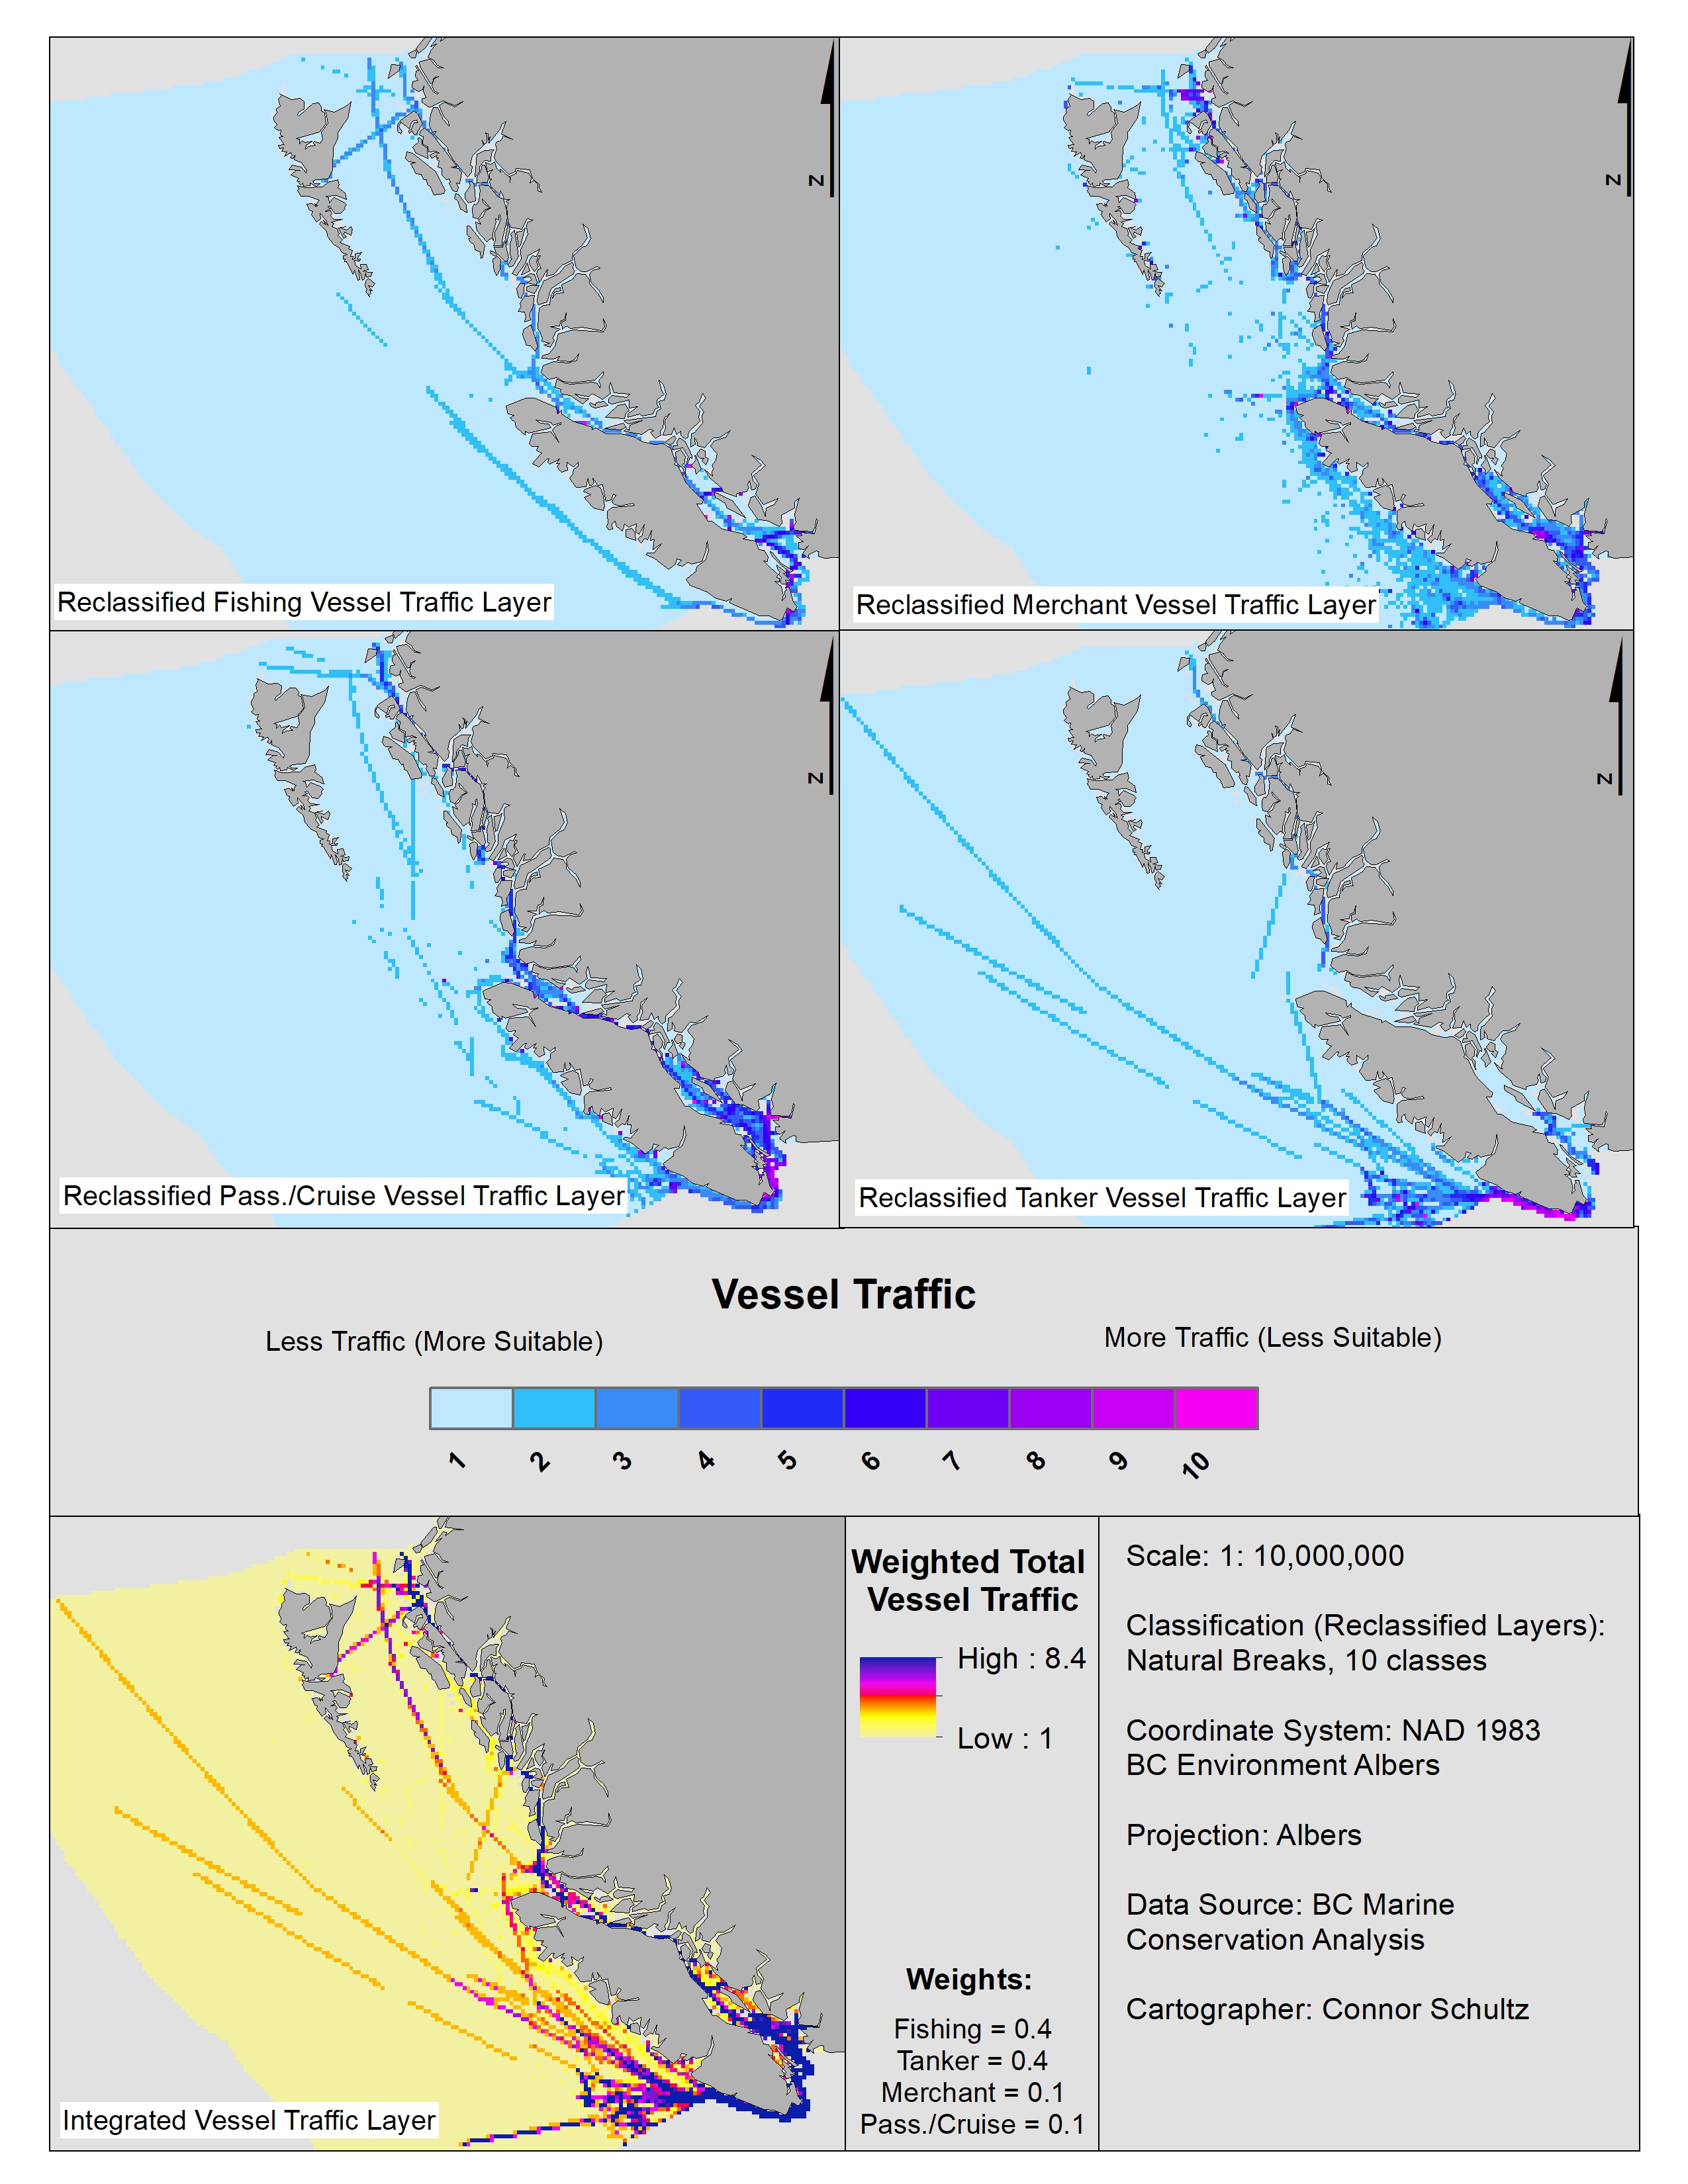 Z
Z
Reclassified Fishing Vessel Traffic Layer
Reclassified Merchant Vessel Traffic Layer
Z
Z
Reclassified Pass./Cruise Vessel Traffic Layer
Reclassified Tanker Vessel Traffic Layer
Vessel Traffic
Less Traffic (More Suitable)
More Traffic (Less Suitable)
1 2 3 4 5 6 7 8 9 10
Integrated Vessel Traffic Layer
Weighted Total
Vessel Traffic
High : 8.4
Low : 1
Weights:
Fishing = 0.4
Tanker = 0.4
Merchant = 0.1
Pass./Cruise = 0.1
Scale: 1: 10,000,000
Classification (Reclassified Layers):
Natural Breaks, 10 classes
Coordinate System: NAD 1983
BC Environment Albers
Projection: Albers
Data Source: BC Marine
Conservation Analysis
Cartographer: Connor Schultz